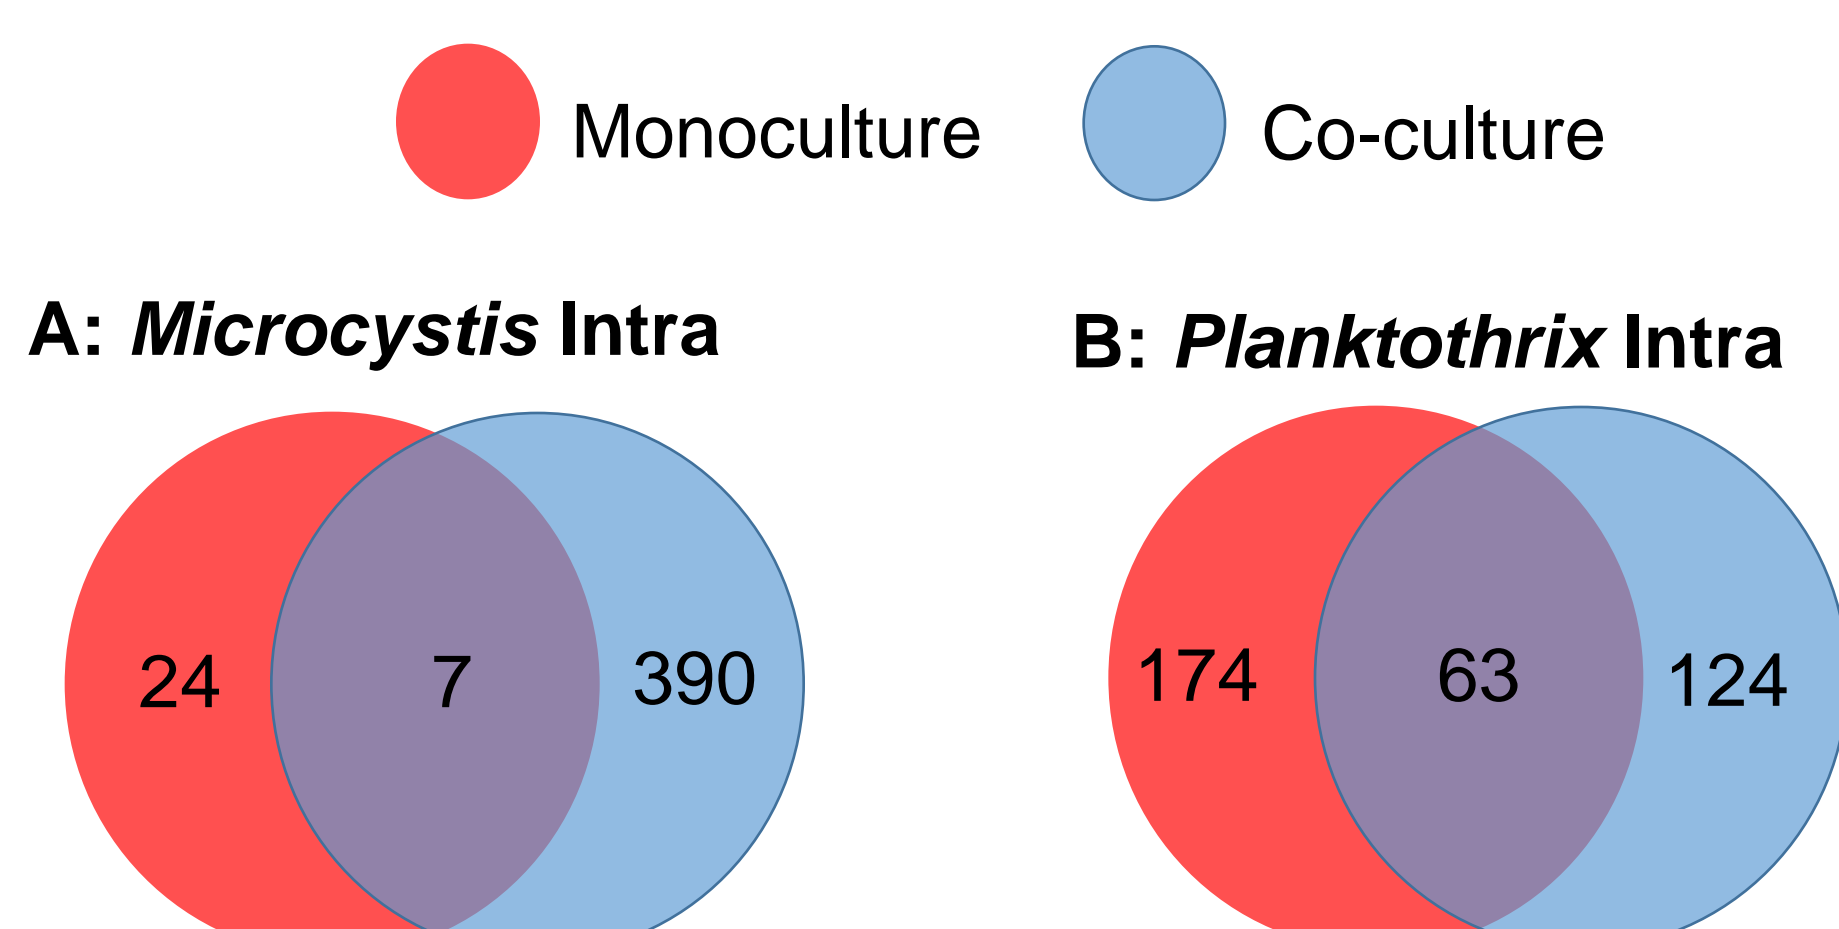 Monoculture Co-culture
A: Microcystis Intra
B: Planktothrix Intra
24 7 390
174 63 124